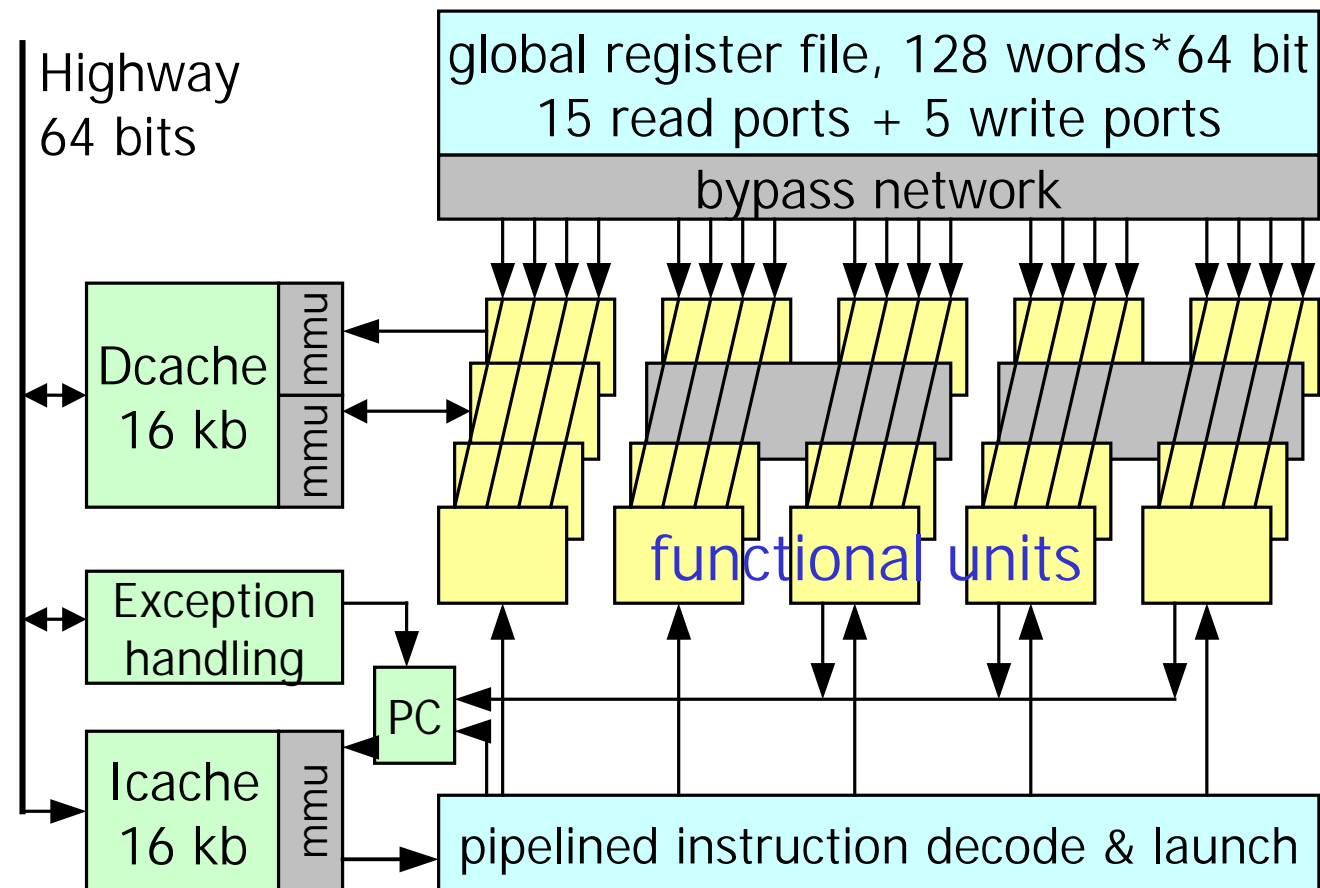 Highway
64 bits
global register file, 128 words*64 bit
15 read ports + 5 write ports
bypass network
Dcache
16 kb
mmu
mmu
functional units
Exception
handling
PC
Icache
16 kb
mmu
pipelined instruction decode & launch